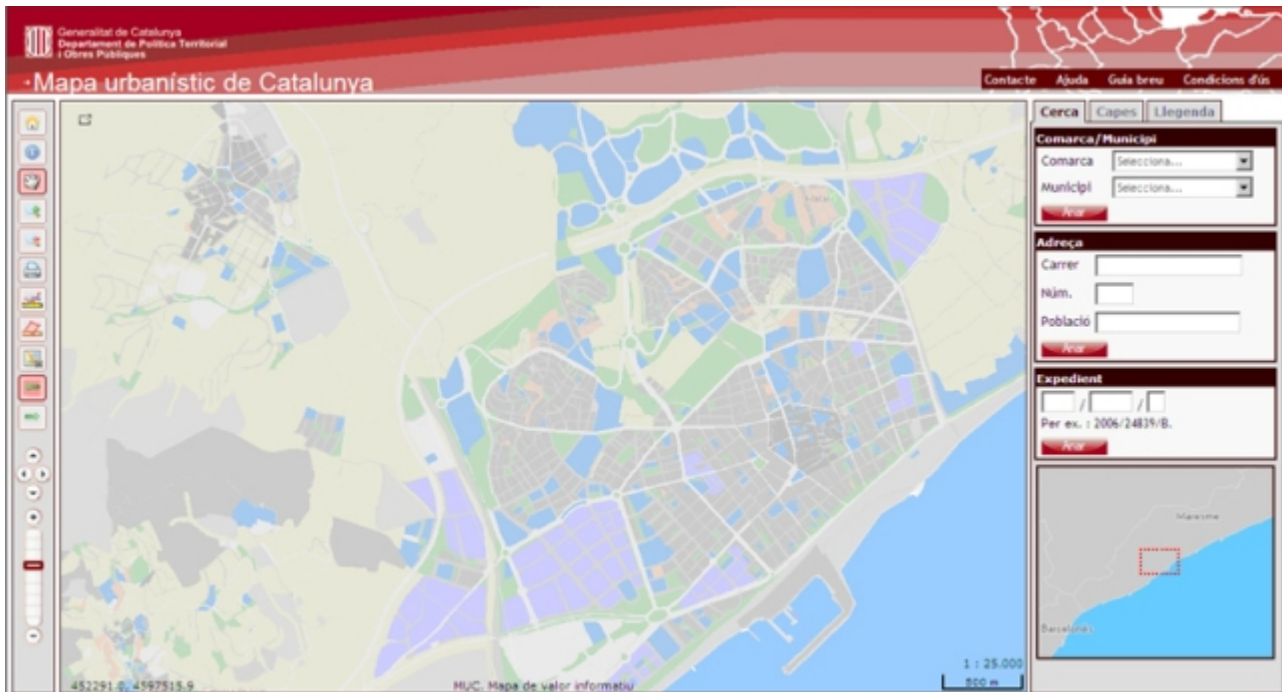 Generalitat de Catalunya
Departament de Política Territorial
i Obres Públiques
Mapa urbanístic de Catalunya
Contacte Ajuda Guia breu Condicions d'ús
Cerca Capes Llegenda
Comarca/Municipi
Comarca Selecciona...
Municipi Selecciona...
Anar
Adreça
Carrer
Núm.
Població
Anar
Expedient
/ /
Per ex. : 2006/24839/B.
Anar
Maresme
Barcelonès
1 : 25.000
500 m
452291.0, 4597515.9
MUC. Mapa de valor informatiu